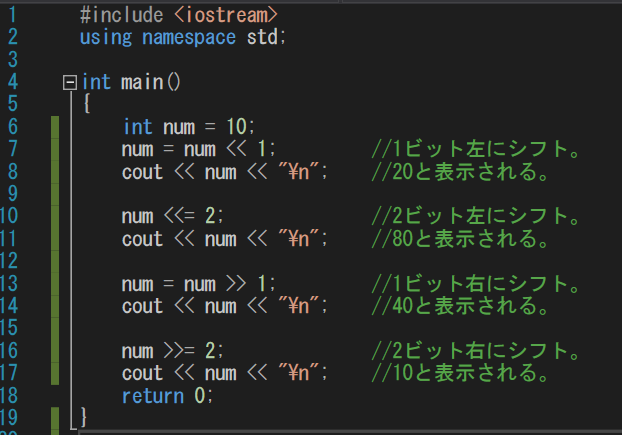 1 #include <iostream>
2 using namespace std;
3
4 int main()
5 {
6 int num = 10;
7 num = num << 1; //1ビット左にシフト。
8 cout << num << "¥n"; //20と表示される。
9
10 num <<= 2; //2ビット左にシフト。
11 cout << num << "¥n"; //80と表示される。
12
13 num = num >> 1; //1ビット右にシフト。
14 cout << num << "¥n"; //40と表示される。
15
16 num >>= 2; //2ビット右にシフト。
17 cout << num << "¥n"; //10と表示される。
18 return 0;
19 }